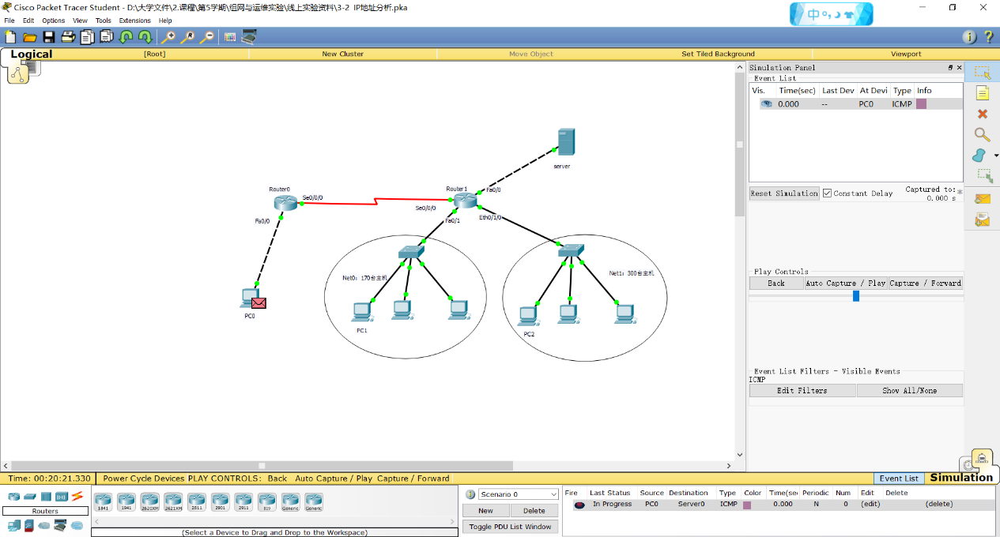 Cisco Packet Tracer Student - D:\大学文件\2.课程\第5学期\组网与运维实验\线上实验资料\3-2 IP地址分析.pka
中
File Edit Options View Tools Extensions Help
Logical [Root] New Cluster Move Object Set Tiled Background Viewport
Simulation Panel
Event List
Vis. Time(sec) Last Dev At Devi Type Info
0.000 -- PC0 ICMP
server
Router0
Se0/0/0
Fa0/0
PC0
Router1
Fa0/0
Se0/0/0
Fa0/1
Eth0/1/0
Net0：170台主机
PC1
Net1：300台主机
PC2
Reset Simulation Constant Delay Captured to:
0.000 s
Play Controls
Back Auto Capture / Play Capture / Forward
Event List Filters - Visible Events
ICMP
Edit Filters Show All/None
Time: 00:20:21.330 Power Cycle Devices PLAY CONTROLS: Back Auto Capture / Play Capture / Forward
Event List Simulation
Routers
1841 1941 2620XM 2621XM 2811 2901 2911 819 Generic Generic
(Select a Device to Drag and Drop to the Workspace)
Scenario 0
New Delete
Toggle PDU List Window
Fire Last Status Source Destination Type Color Time(sec Periodic Num Edit Delete
In Progress PC0 Server0 ICMP 0.000 N 0 (edit) (delete)